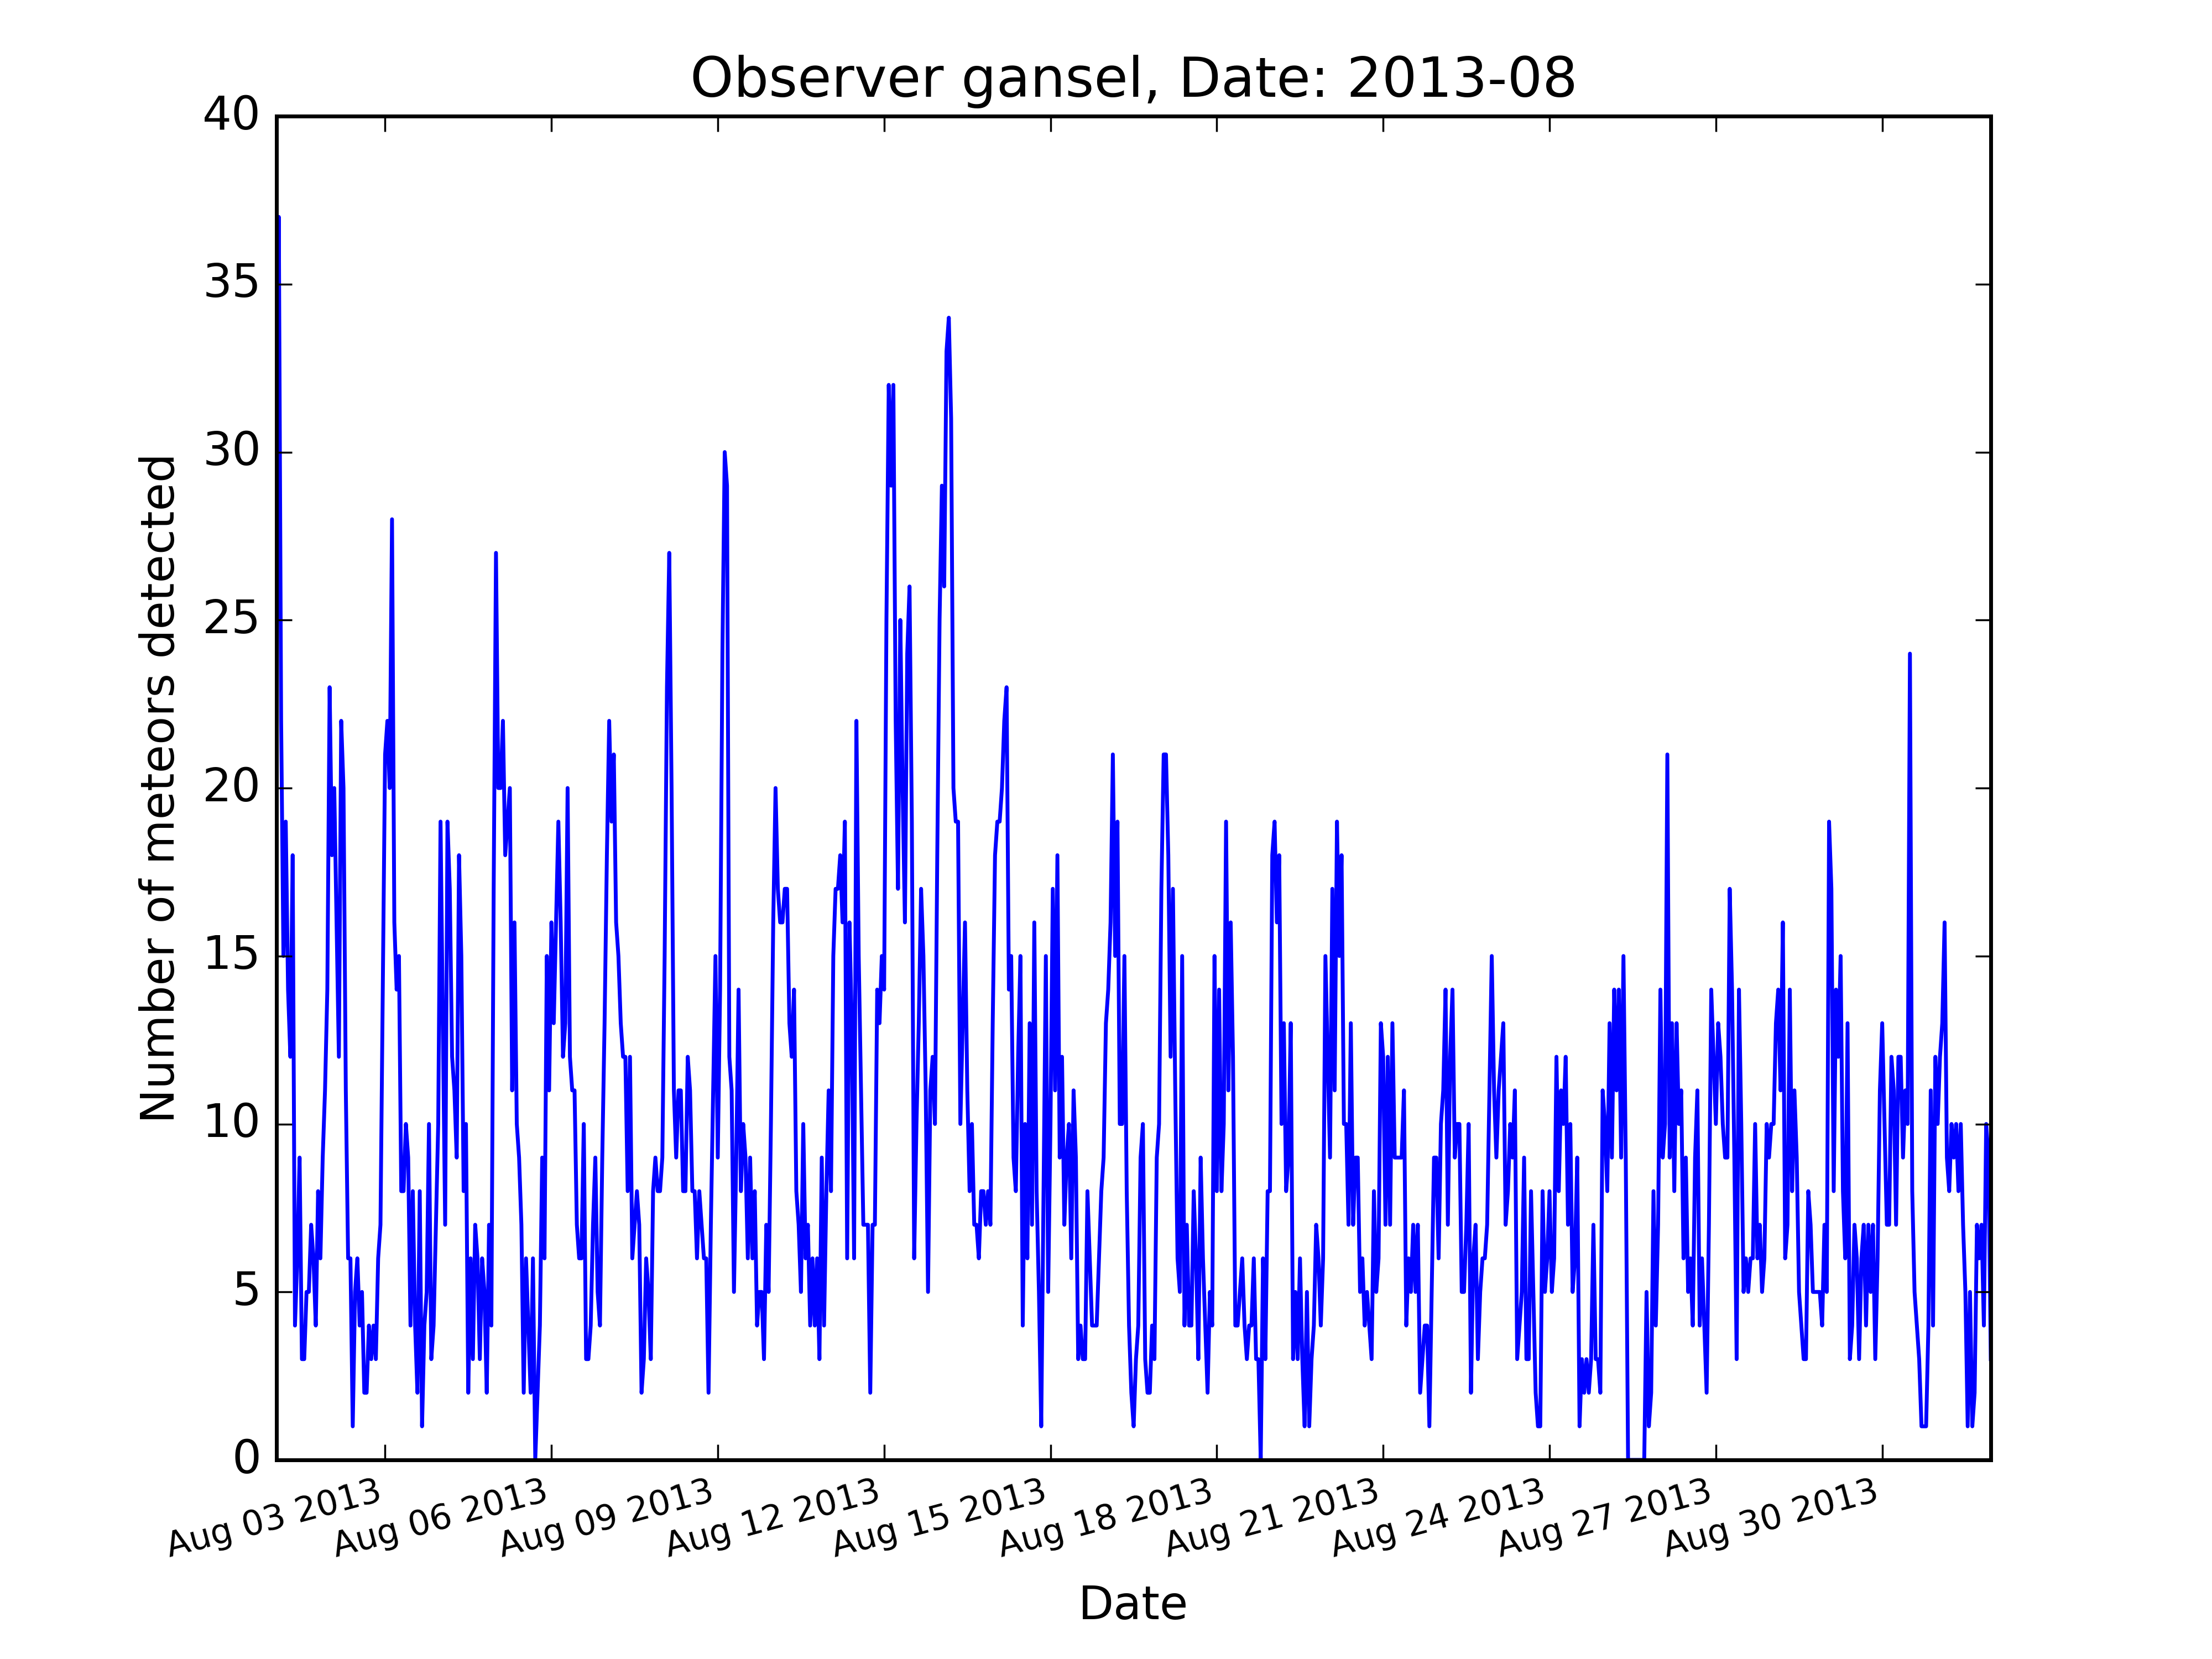 Observer gansel, Date: 2013-08
40
35
30
25
20
15
10
5
0
Number of meteors detected
Aug 03 2013
Aug 06 2013
Aug 09 2013
Aug 12 2013
Aug 15 2013
Aug 18 2013
Aug 21 2013
Aug 24 2013
Aug 27 2013
Aug 30 2013
Date